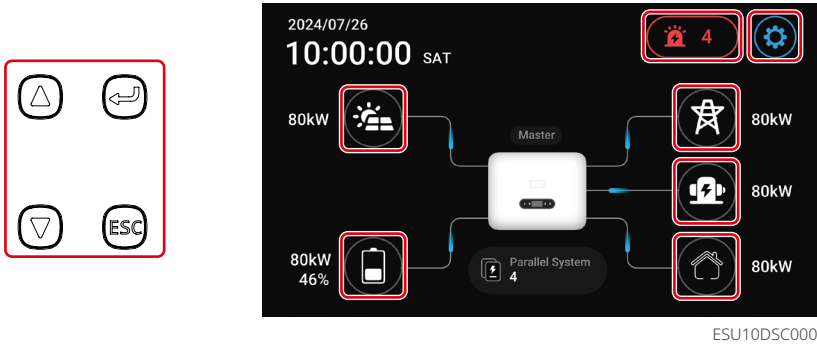 ESC
2024/07/26
10:00:00 SAT
4
80kW
80kW
Master
80kW
80kW
46%
Parallel System
4
80kW
ESU10DSC000